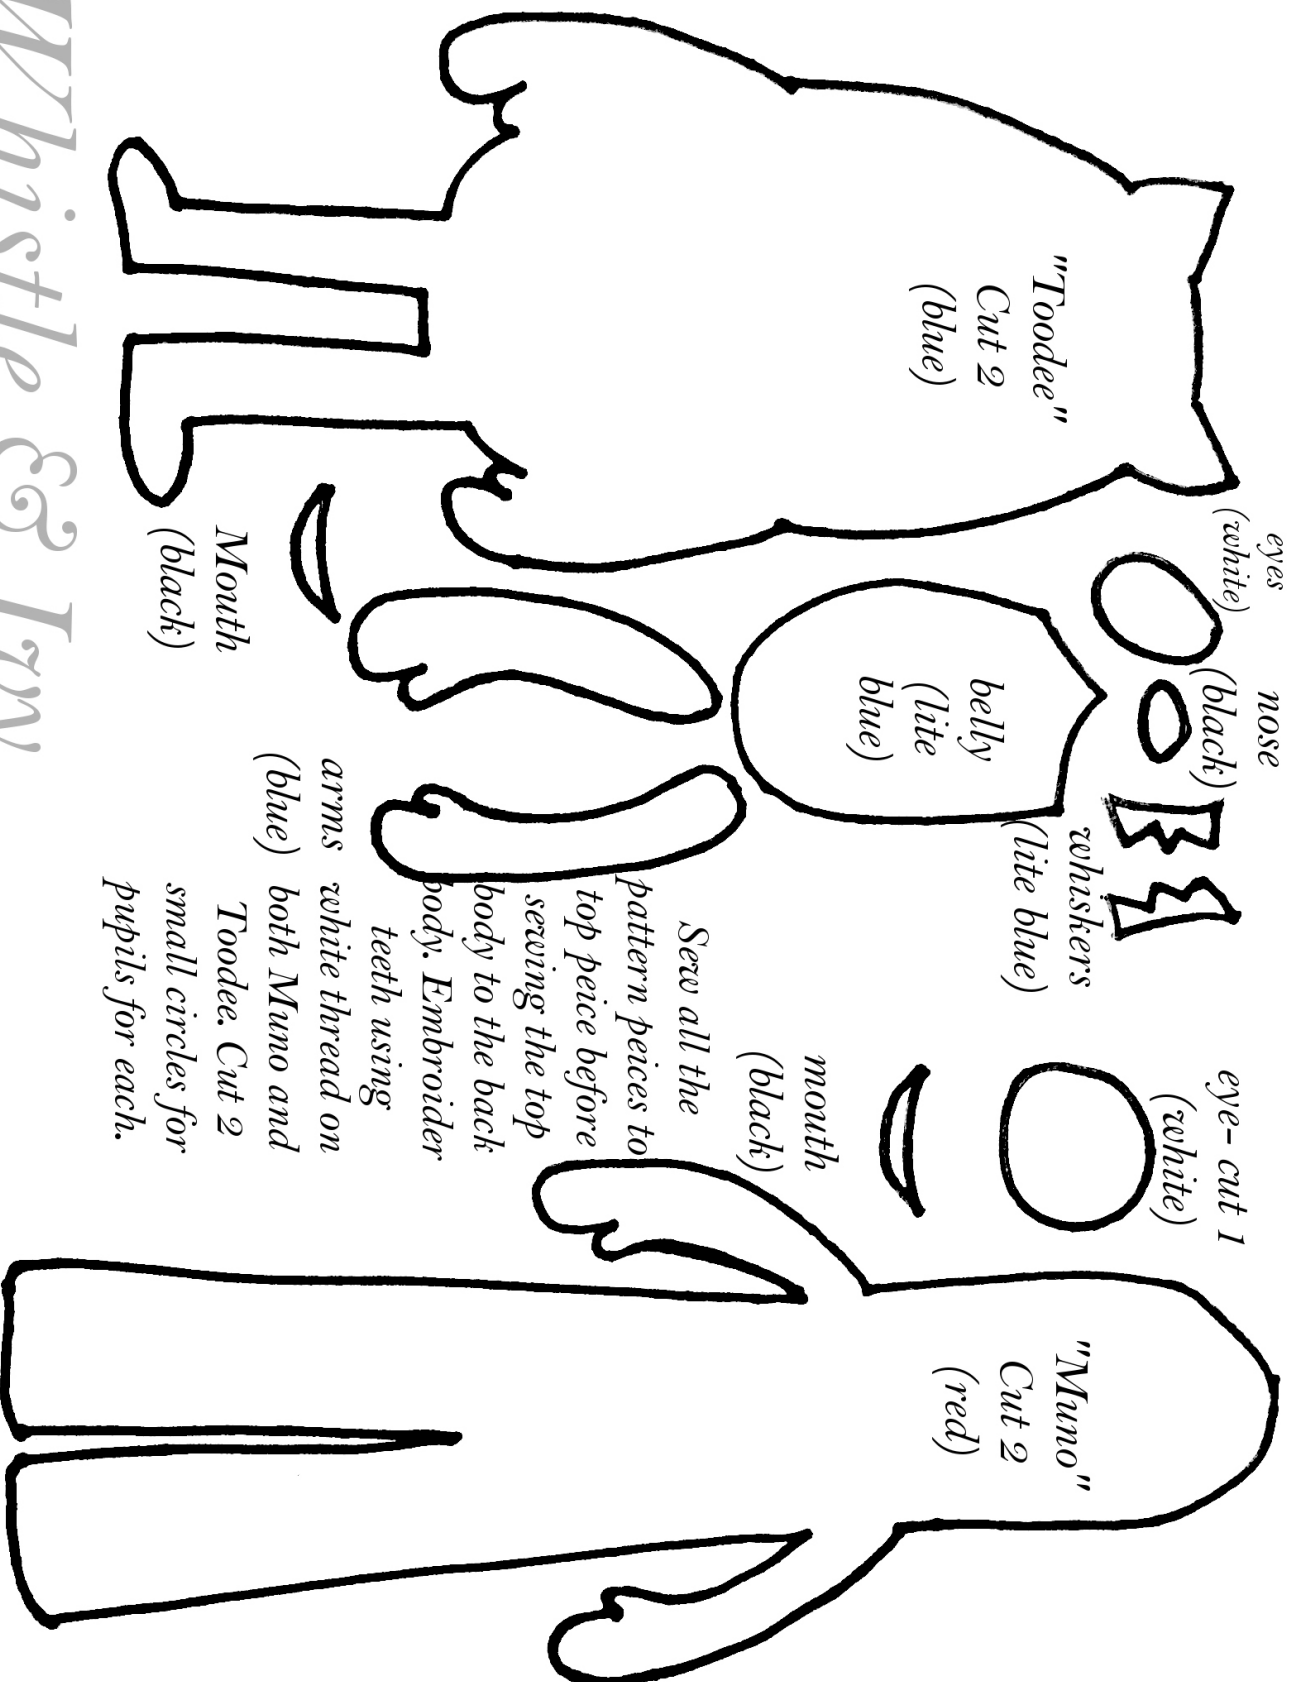 eyes
(white)
nose
(black)
whiskers
(lite blue)
"Toodee"
Cut 2
(blue)
belly
(lite
blue)
Mouth
(black)
arms
(blue)
eye- cut 1
(white)
mouth
(black)
"Muno"
Cut 2
(red)
Sew all the
pattern peices to
top peice before
sewing the top
body to the back
body. Embroider
teeth using
white thread on
both Muno and
Toodee. Cut 2
small circles for
pupils for each.
Whistle & Ivy